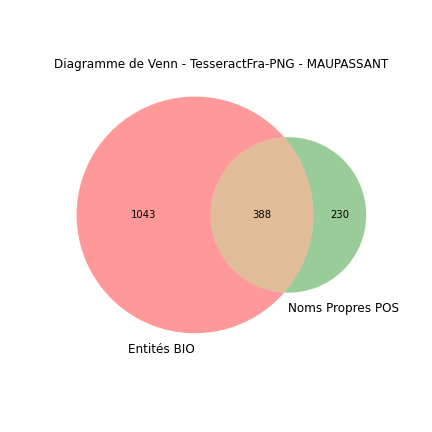 Diagramme de Venn - TesseractFra-PNG - MAUPASSANT
1043
388
230
Noms Propres POS
Entités BIO